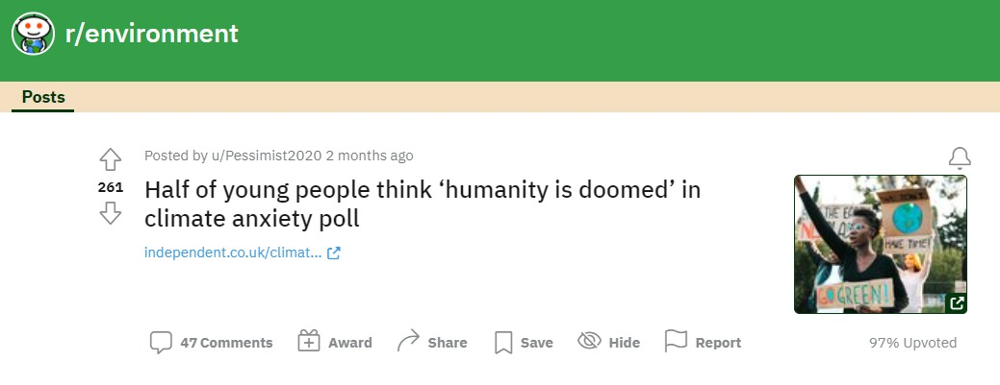 r/environment
Posts
Posted by u/Pessimist2020 2 months ago
261
Half of young people think ‘humanity is doomed’ in
climate anxiety poll
independent.co.uk/climat...
THE
HAVE TIME!
GO GREEN!
47 Comments
Award
Share
Save
Hide
Report
97% Upvoted